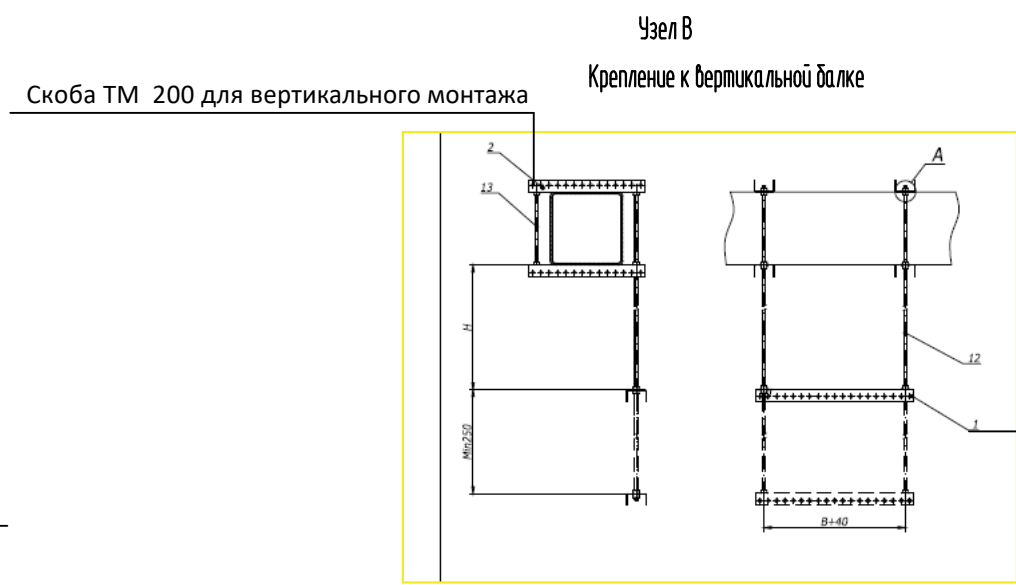 Узел В
Крепление к вертикальной балке
Скоба ТМ 200 для вертикального монтажа
2
13
A
H
12
Min250
1
B+40